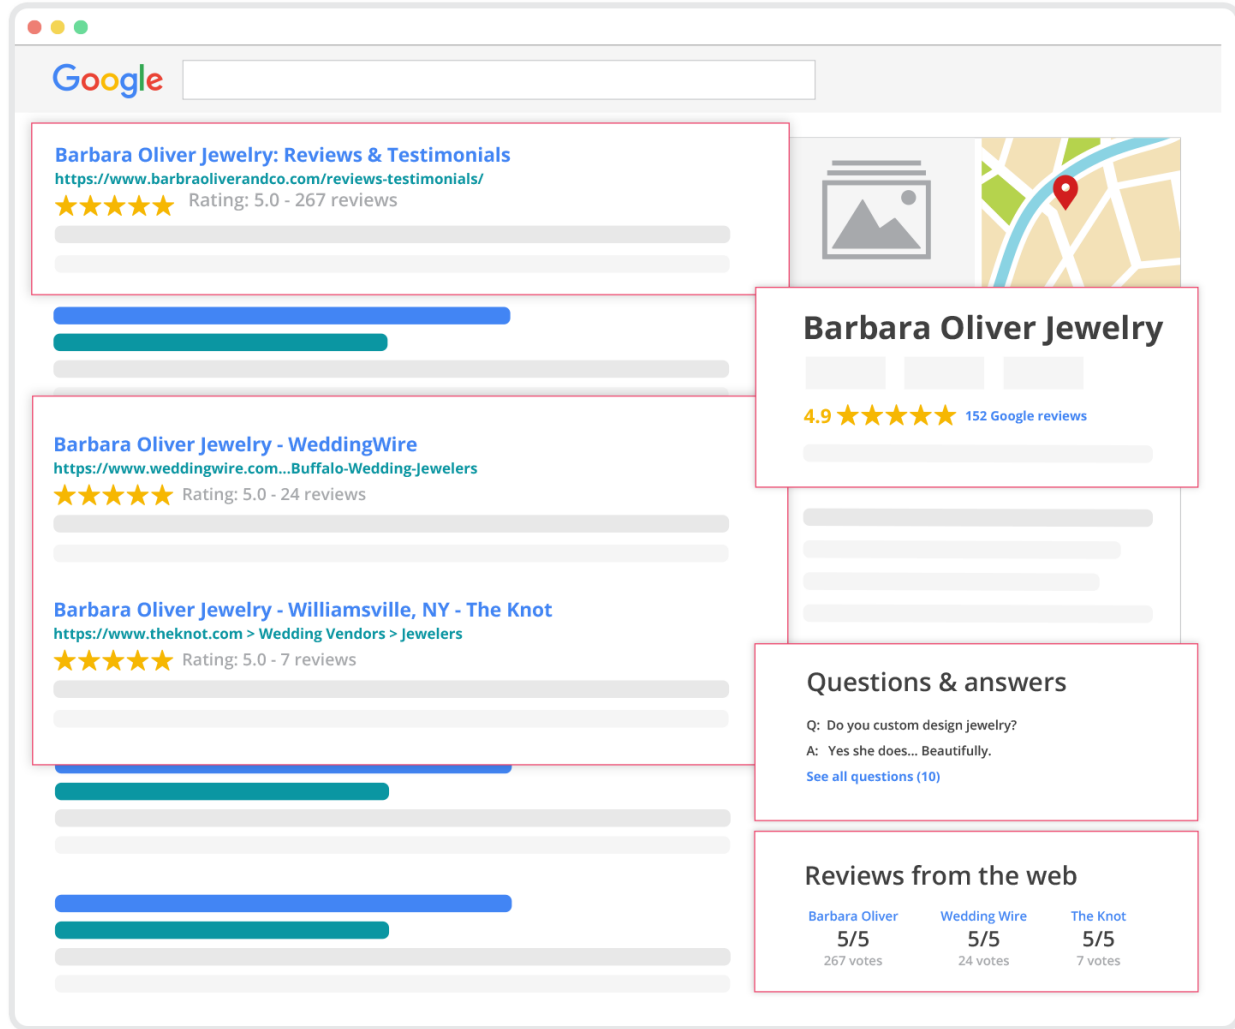 Google
Barbara Oliver Jewelry: Reviews & Testimonials
https://www.barbraoliverandco.com/reviews-testimonials/
Rating: 5.0 - 267 reviews
Barbara Oliver Jewelry
4.9 152 Google reviews
Barbara Oliver Jewelry - WeddingWire
https://www.weddingwire.com...Buffalo-Wedding-Jewelers
Rating: 5.0 - 24 reviews
Barbara Oliver Jewelry - Williamsville, NY - The Knot
https://www.theknot.com > Wedding Vendors > Jewelers
Rating: 5.0 - 7 reviews
Questions & answers
Q: Do you custom design jewelry?
A: Yes she does... Beautifully.
See all questions (10)
Reviews from the web
Barbara Oliver Wedding Wire The Knot
5/5 5/5 5/5
267 votes 24 votes 7 votes